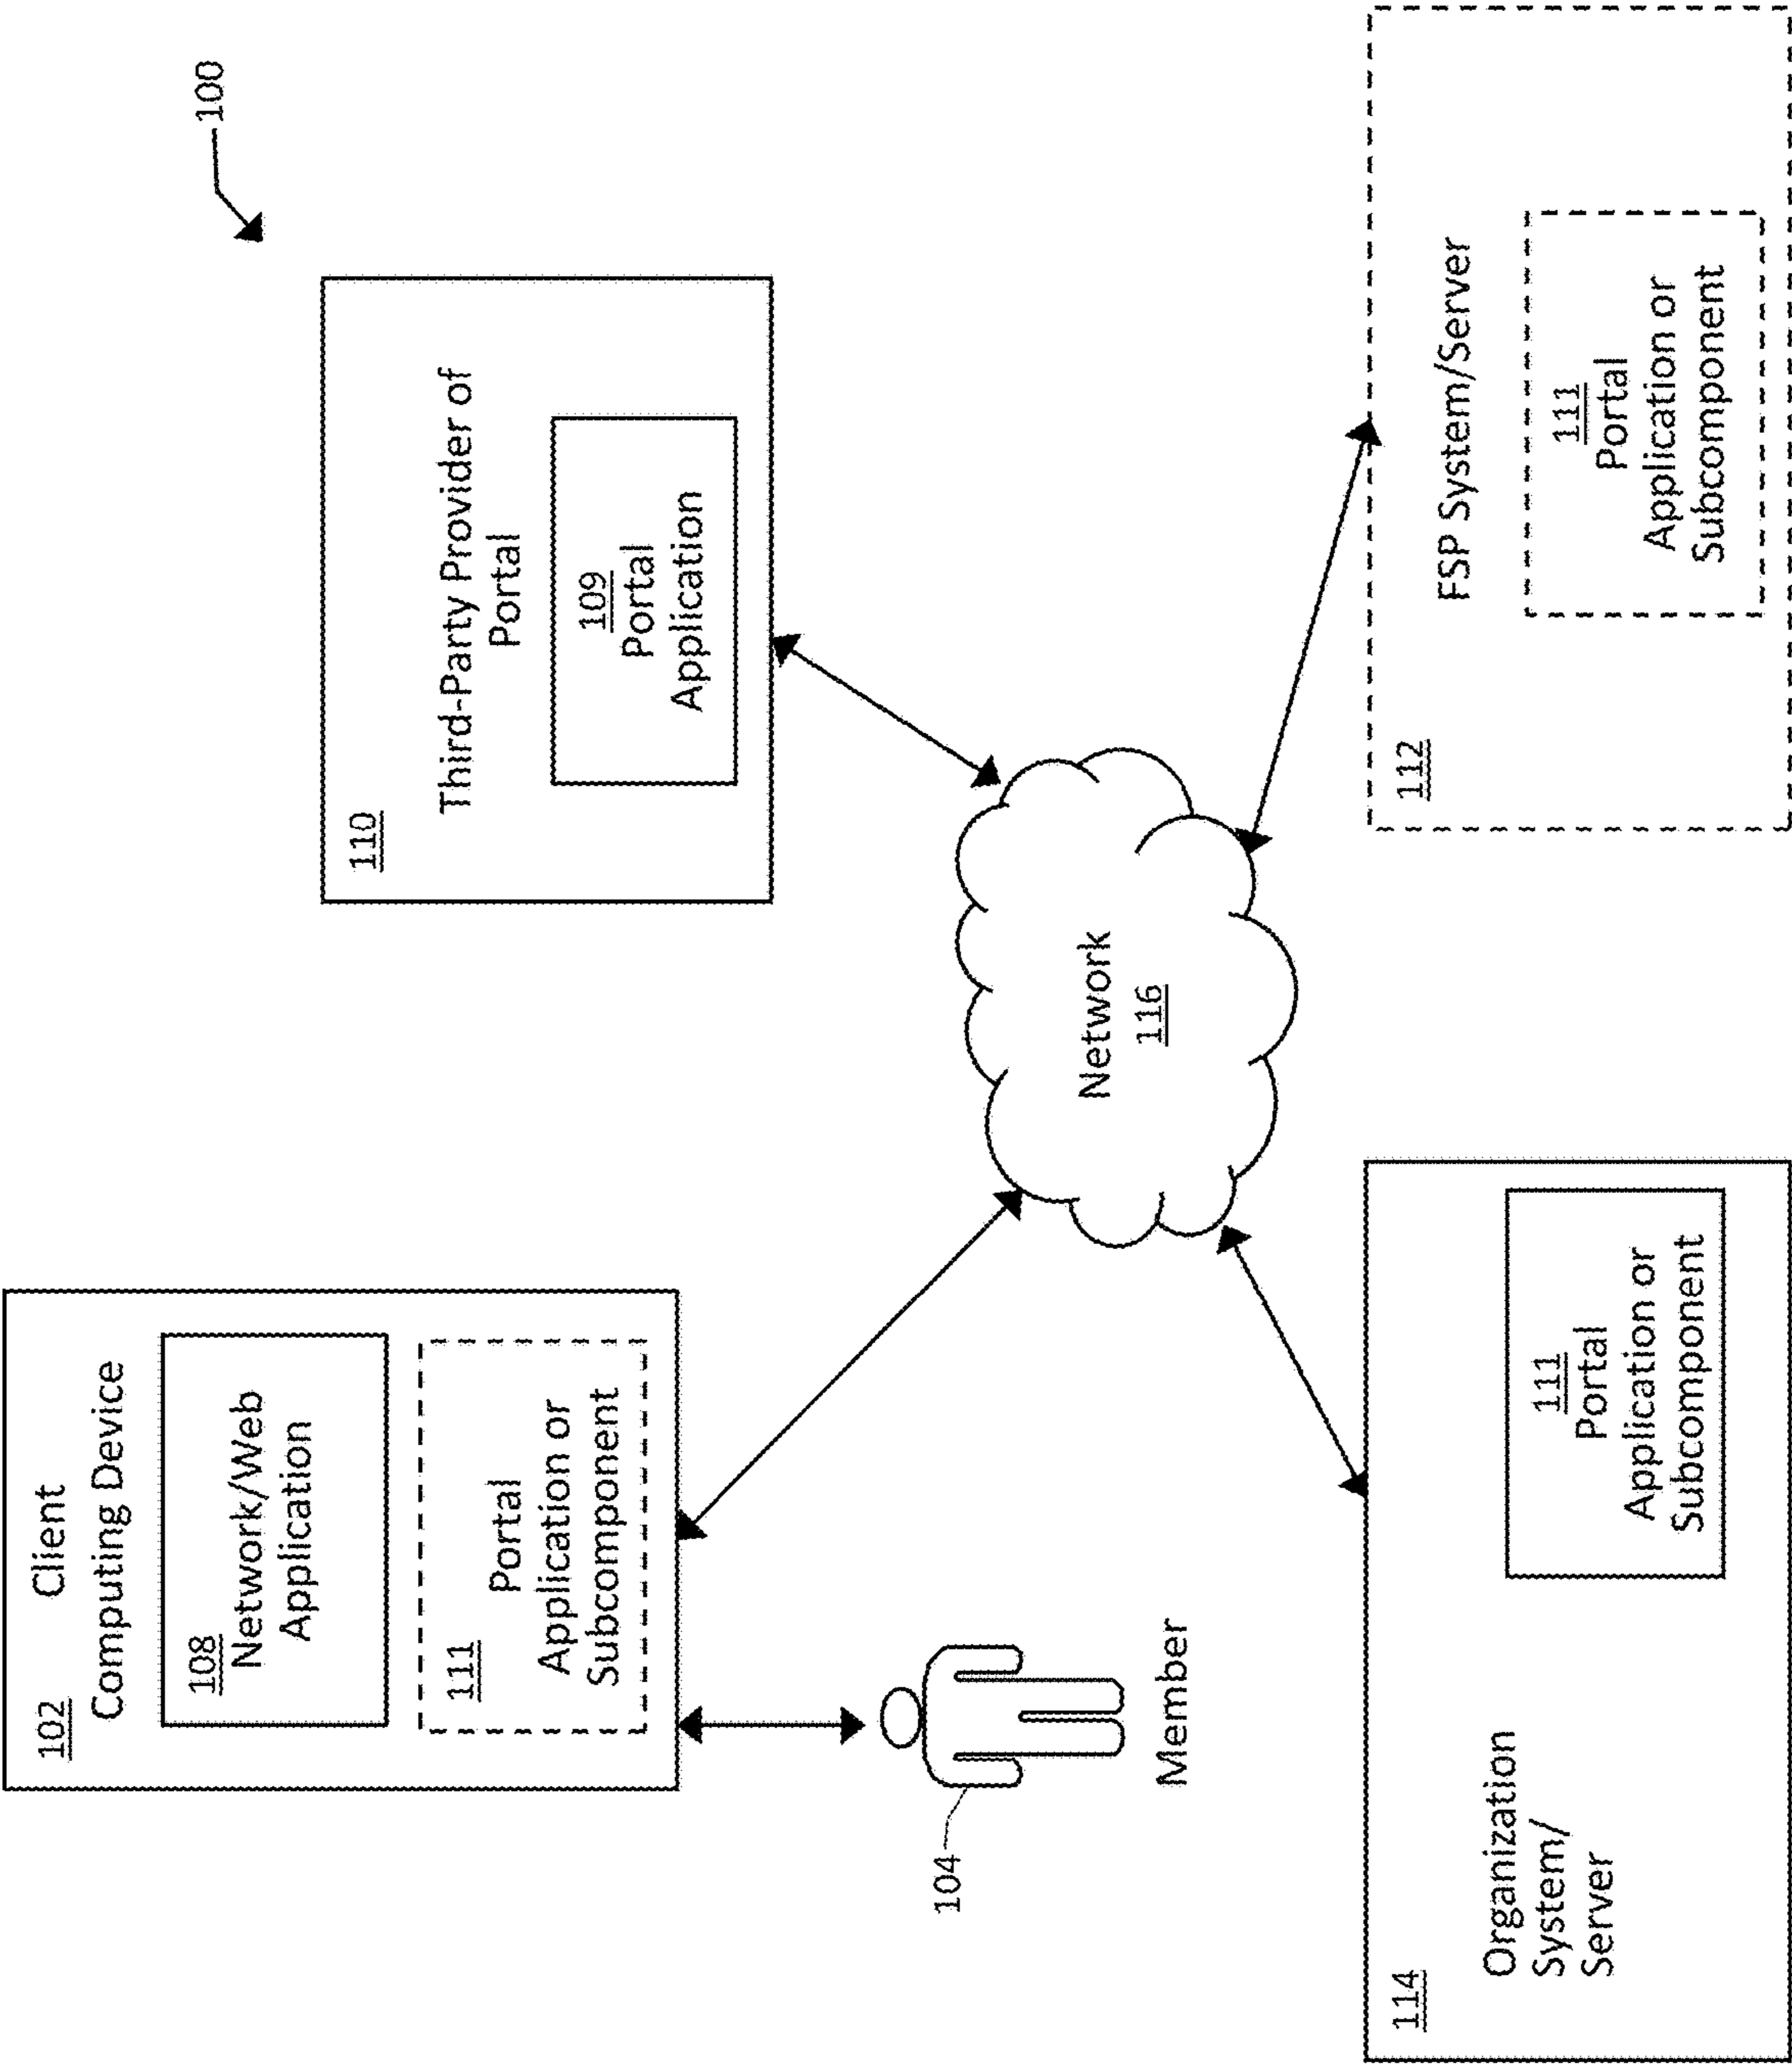 100
102
Client
Computing Device
108
Network/Web
Application
111
Portal
Application or
Subcomponent
104
Member
110
Third-Party Provider of
Portal
109
Portal
Application
Network
116
114
Organization
System/
Server
111
Portal
Application or
Subcomponent
112
FSP System/Server
111
Portal
Application or
Subcomponent